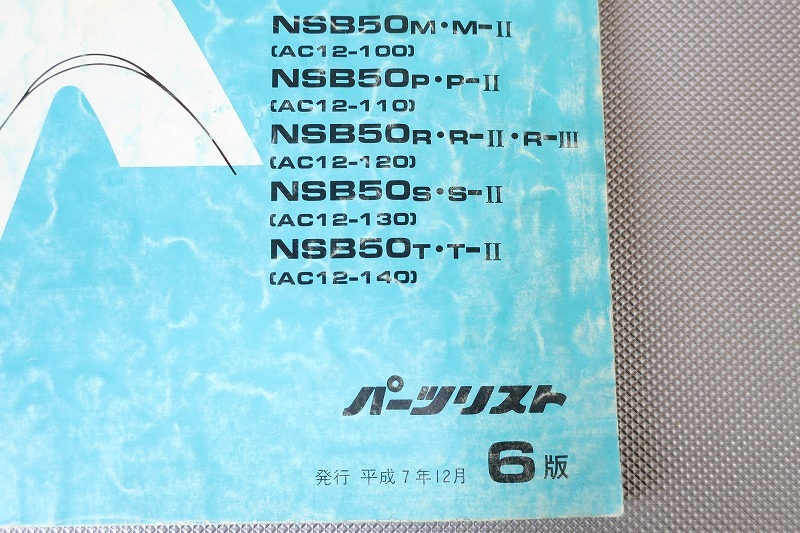 NSB50M・M-II
(AC12-100)
NSB50P・P-II
(AC12-110)
NSB50R・R-II・R-III
(AC12-120)
NSB50S・S-II
(AC12-130)
NSB50T・T-II
(AC12-140)
パーツリスト
発行 平成7年12月 6版